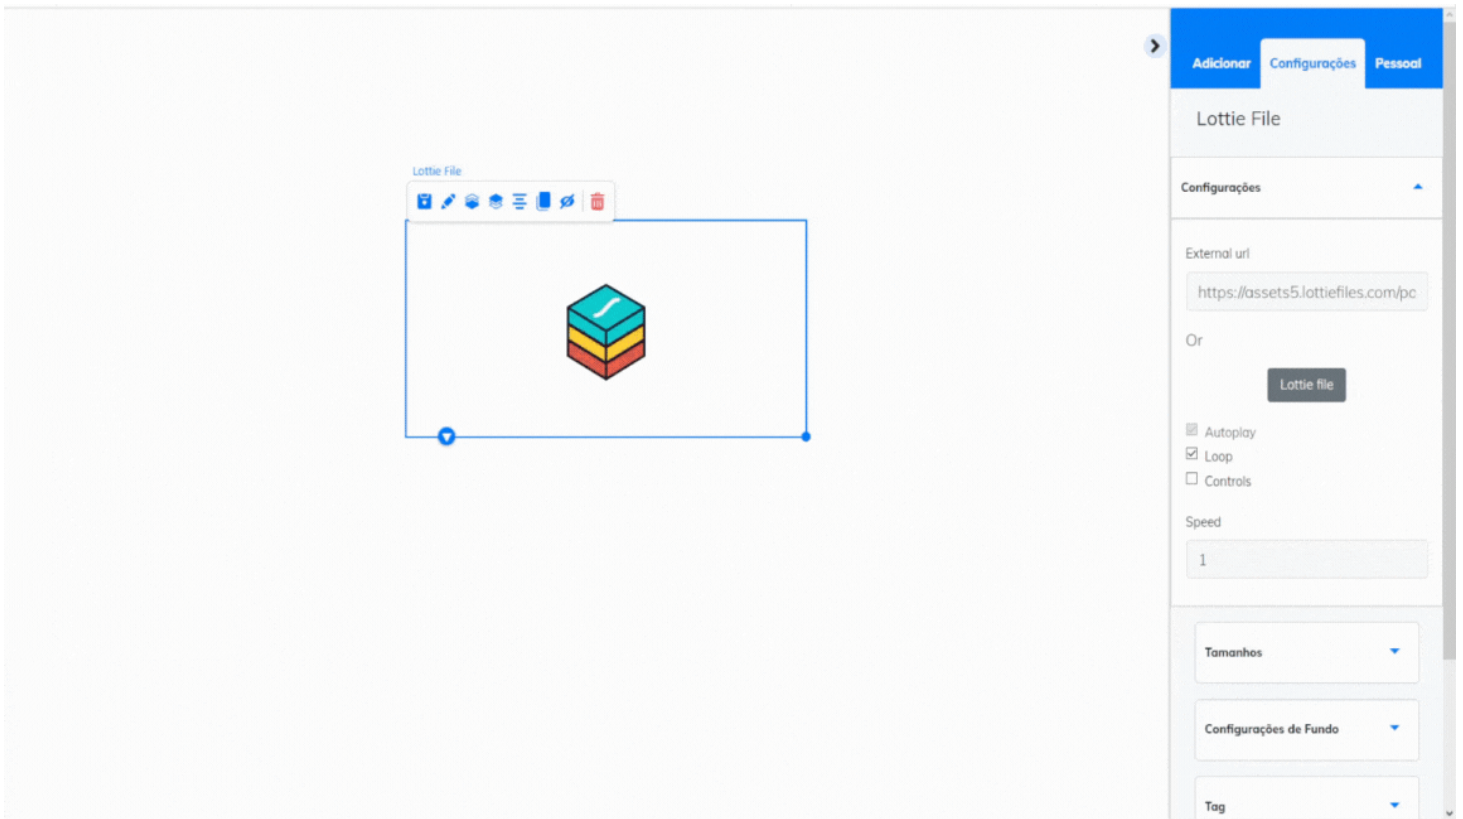 Adicionar
Configurações
Pessoal
Lottie File
Lottie File
Configurações
External url
https://assets5.lottiefiles.com/pc
Or
Lottie file
Autoplay
Loop
Controls
Speed
1
Tamanhos
Configurações de Fundo
Tag